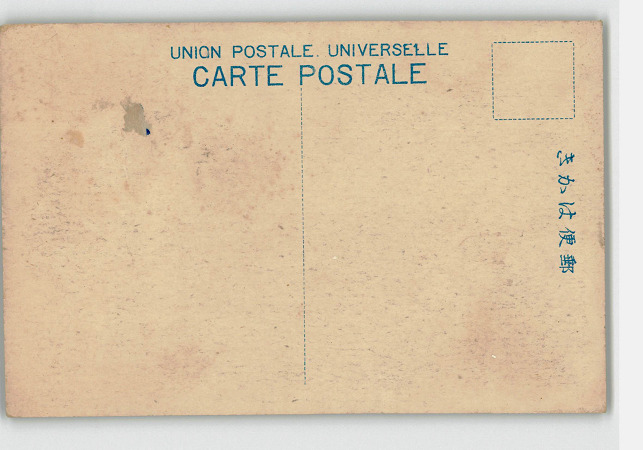 UNION POSTALE. UNIVERSELLE
CARTE POSTALE
きかは便郵